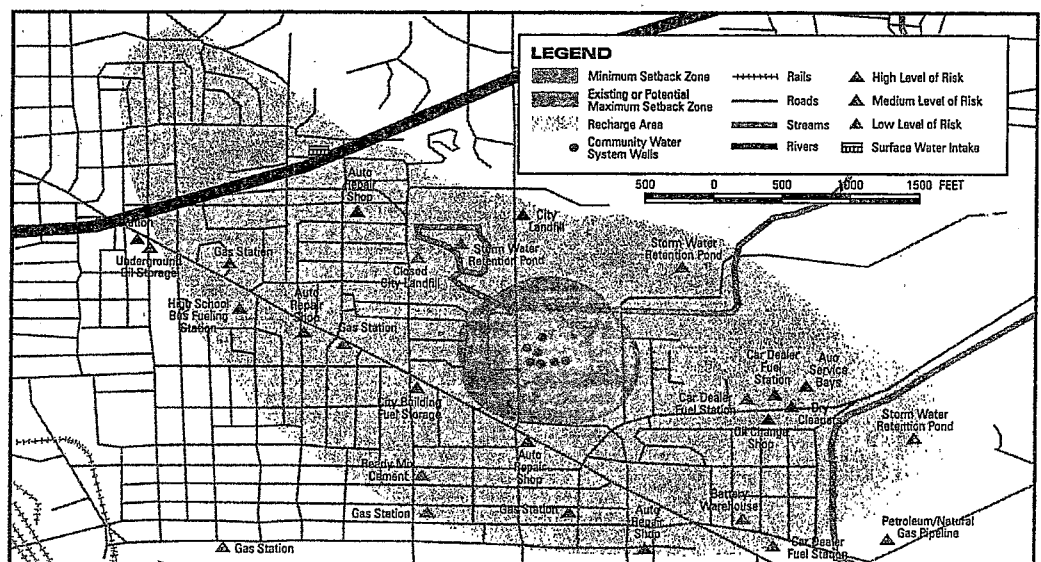 LEGEND
Minimum Setback Zone
Existing or Potential
Maximum Setback Zone
Recharge Area
Community Water
System Wells
Rails
Roads
Streams
Rivers
High Level of Risk
Medium Level of Risk
Low Level of Risk
Surface Water Intake
500 0 500 1000 1500 FEET
Auto
Repair
Shop
City
Landfill
Storm Water
Retention Pond
Closed
City Landfill
Storm Water
Retention Pond
Underground
Oil Storage
Gas Station
High School
Bus Fueling
Station
Auto
Repair
Shop
Gas Station
City Building
Fuel Storage
Car Dealer
Fuel
Station
Auo
Service
Bays
Car Dealer
Fuel Station
Dry
Cleaner
Oil Change
Shop
Storm Water
Retention Pond
Auto
Repair
Shop
Ready Mix
Cement
Gas Station
Gas Station
Battery
Warehouse
Auto
Repair
Shop
Car Dealer
Fuel Station
Petroleum/Natural
Gas Pipeline
Gas Station